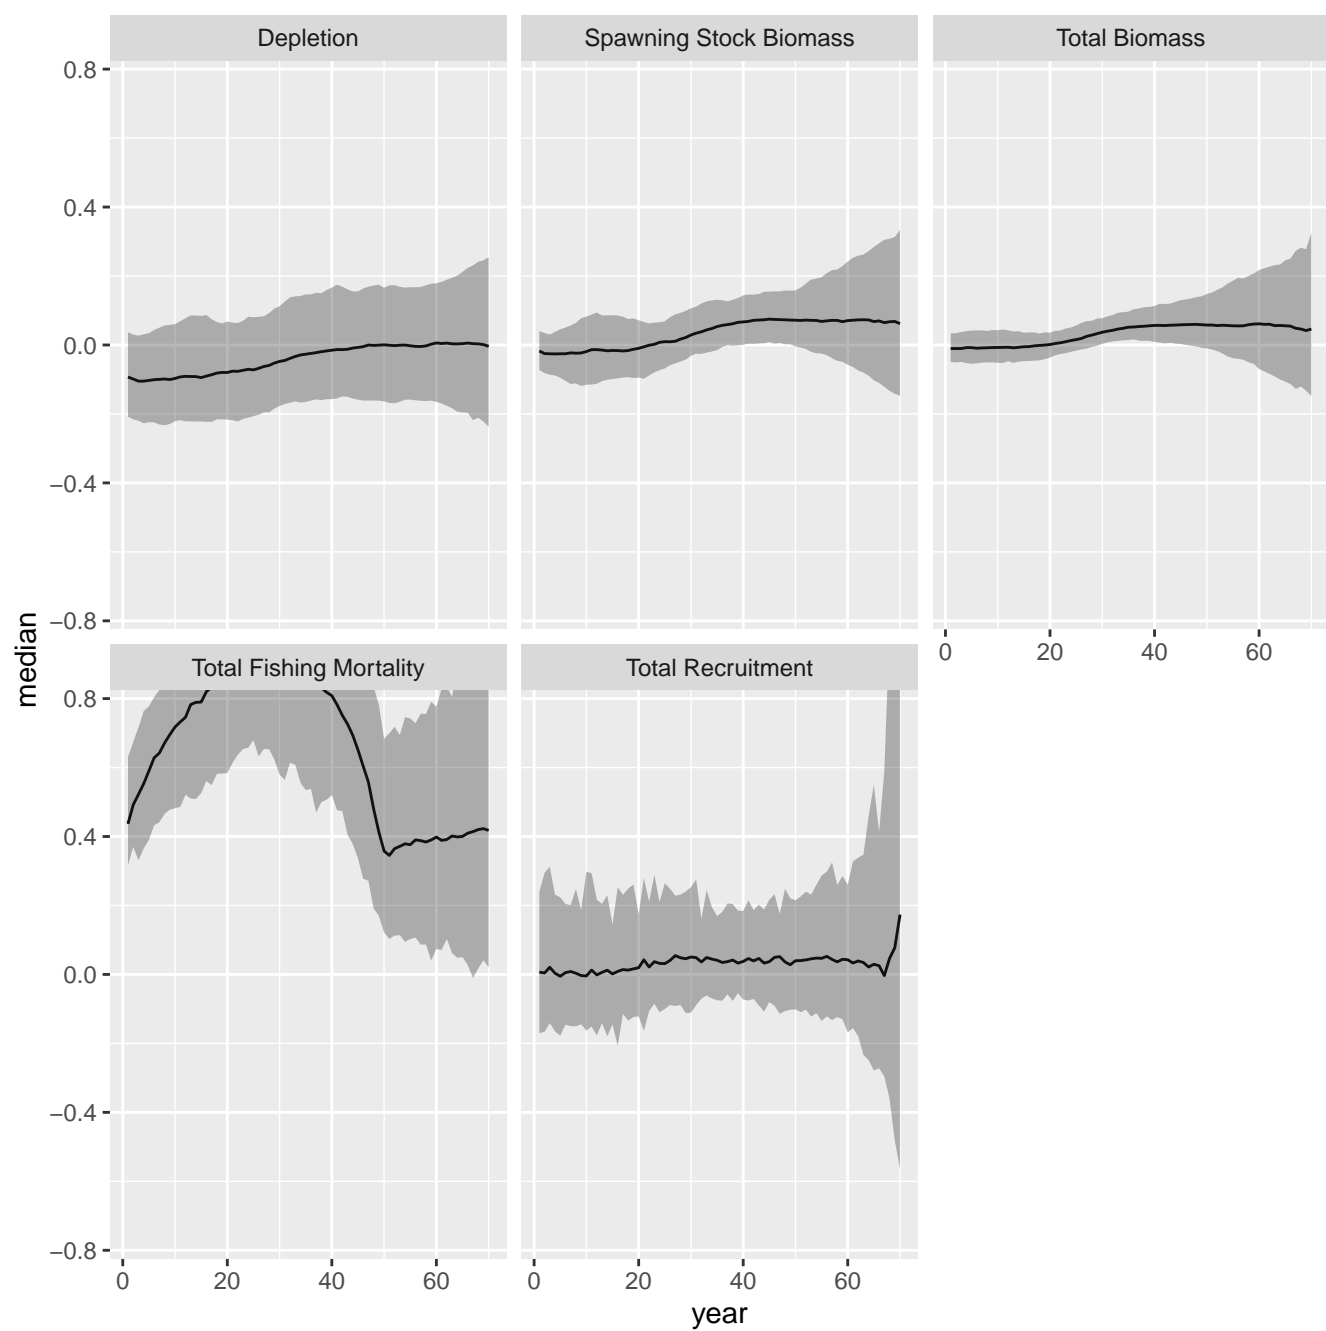 Depletion
Spawning Stock Biomass
Total Biomass
0.8
0.4
0.0
−0.4
−0.8
0 20 40 60
Total Fishing Mortality
Total Recruitment
0.8
0.4
0.0
−0.4
−0.8
0 20 40 60
0 20 40 60
median
year